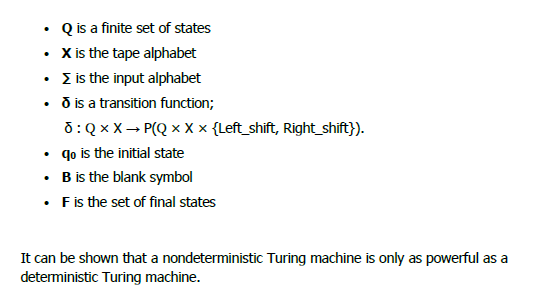 • Q is a finite set of states
• X is the tape alphabet
• Σ is the input alphabet
• δ is a transition function;
δ : Q × X → P(Q × X × {Left_shift, Right_shift}).
• q₀ is the initial state
• B is the blank symbol
• F is the set of final states
It can be shown that a nondeterministic Turing machine is only as powerful as a
deterministic Turing machine.